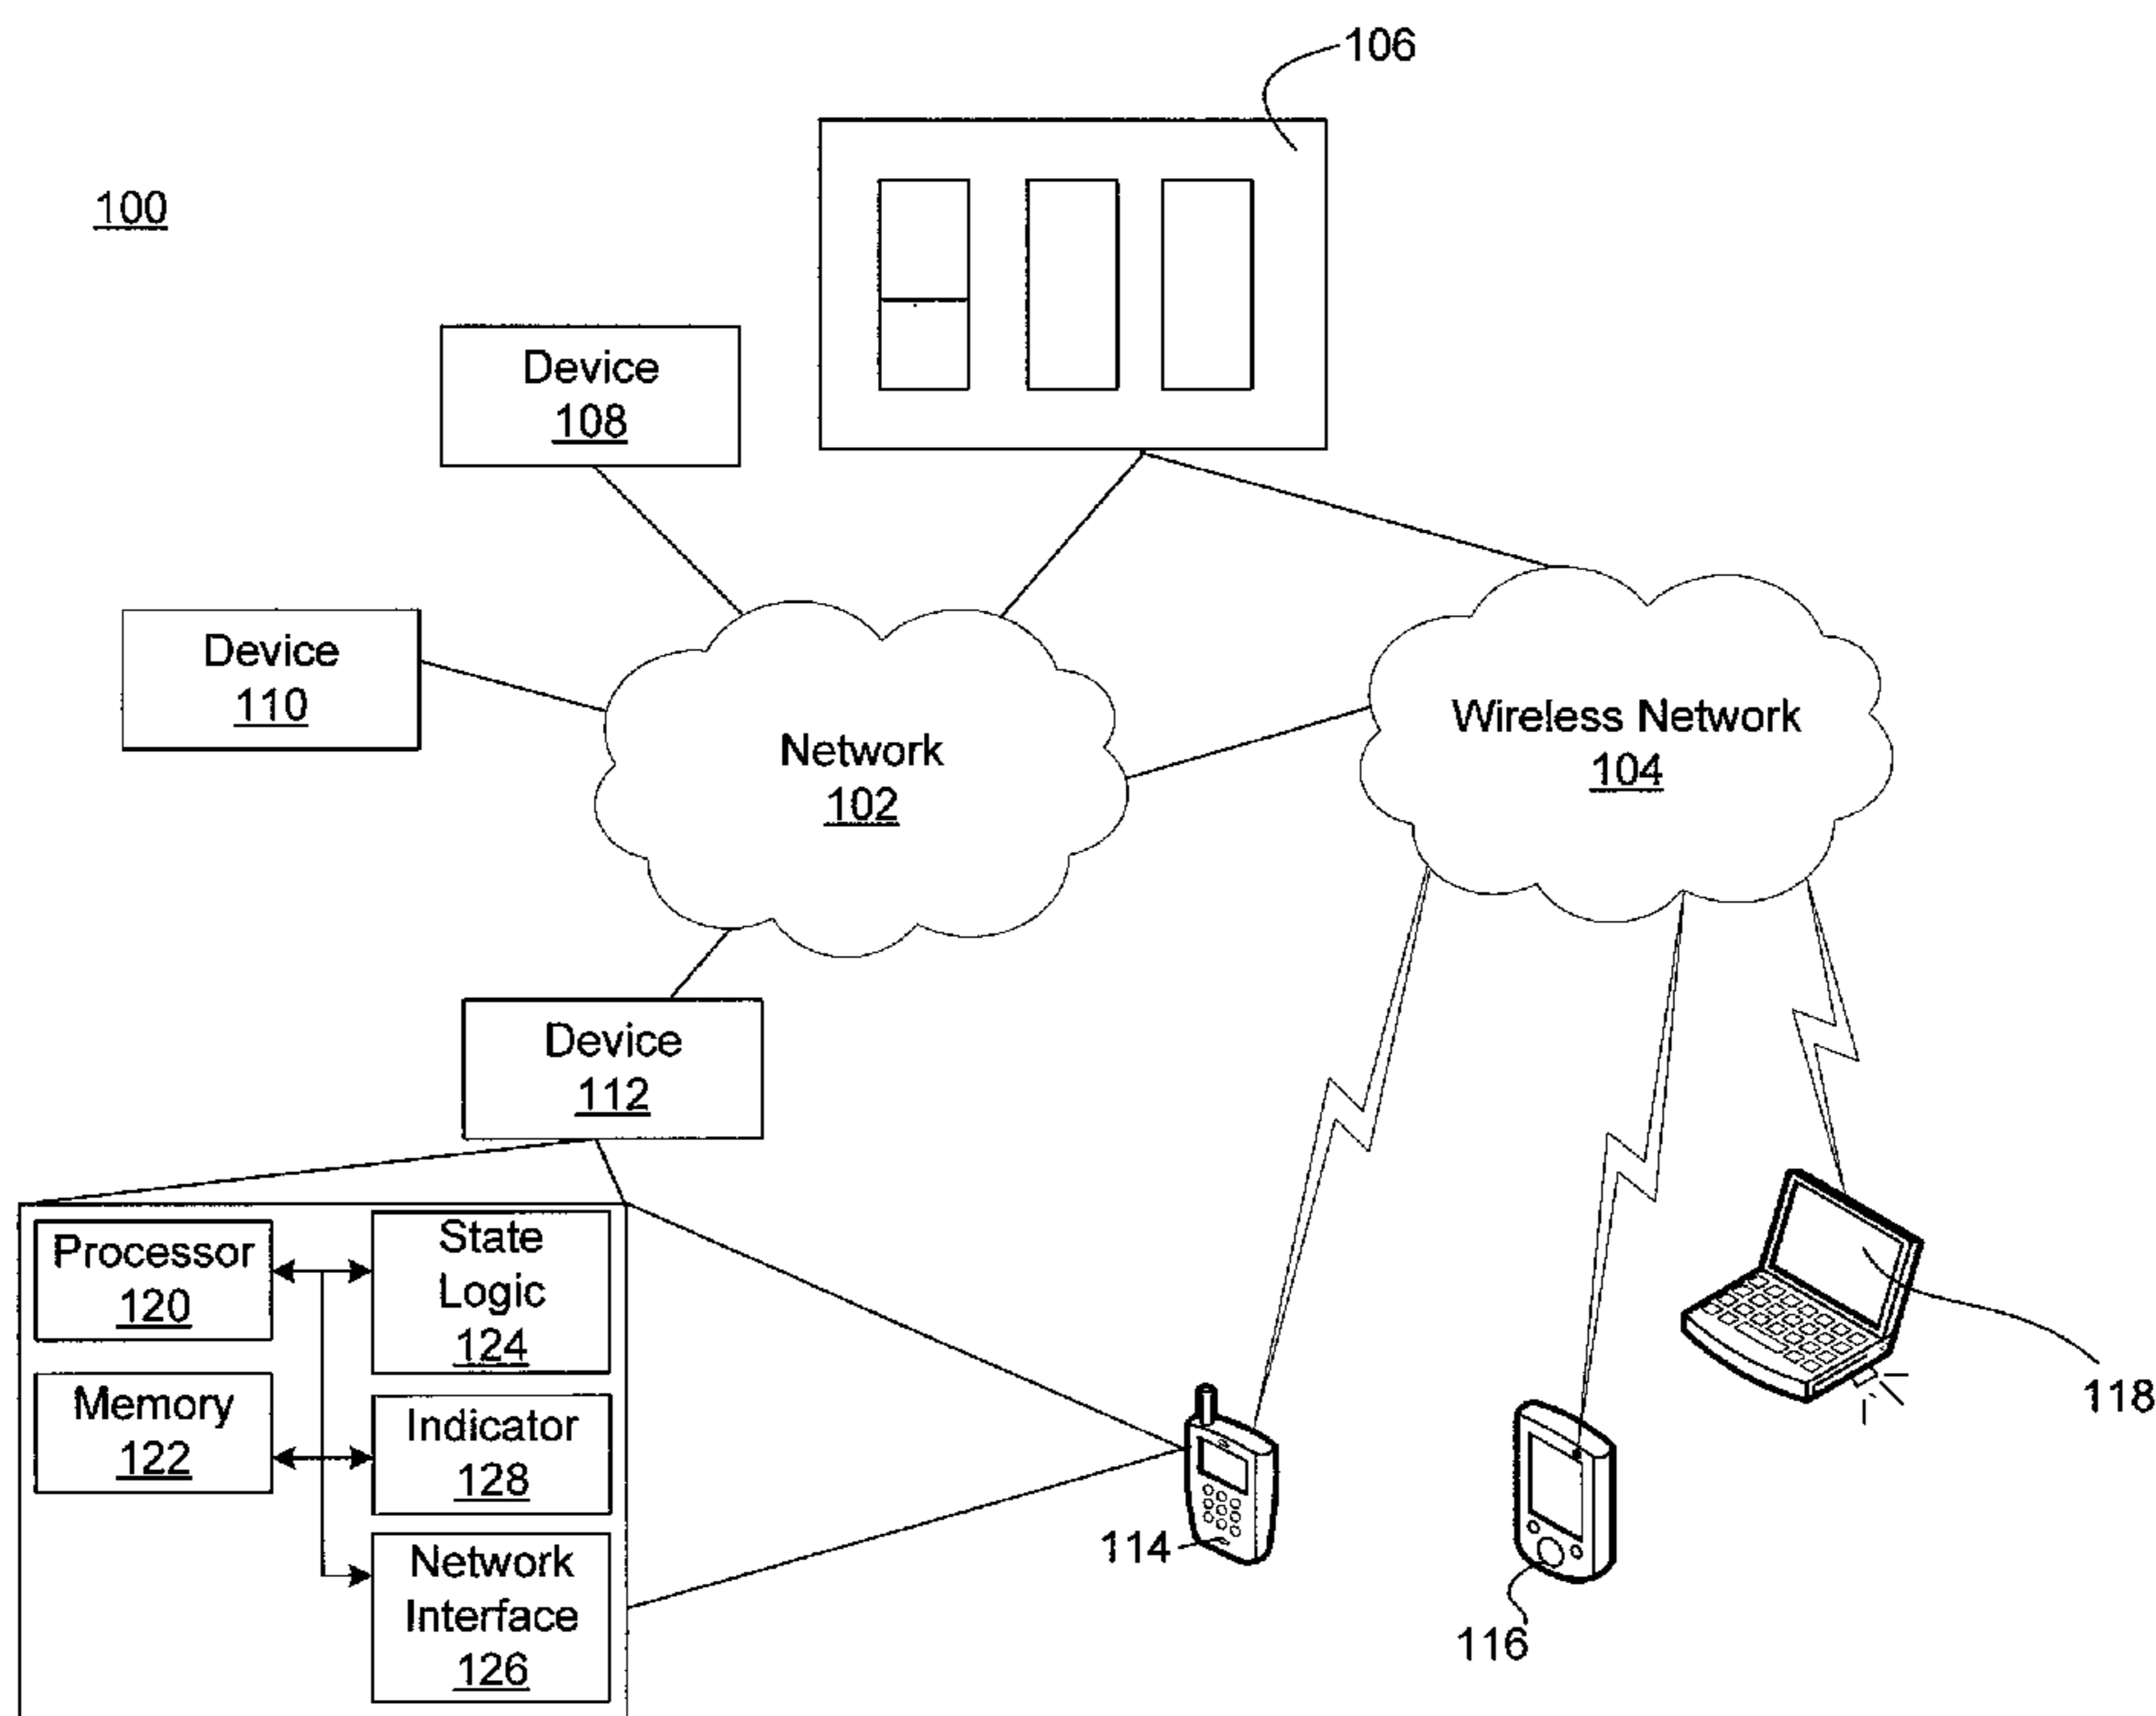 106
100
Device
108
Device
110
Network
102
Wireless Network
104
Device
112
Processor
120
State
Logic
124
Memory
122
Indicator
128
Network
Interface
126
114
116
118